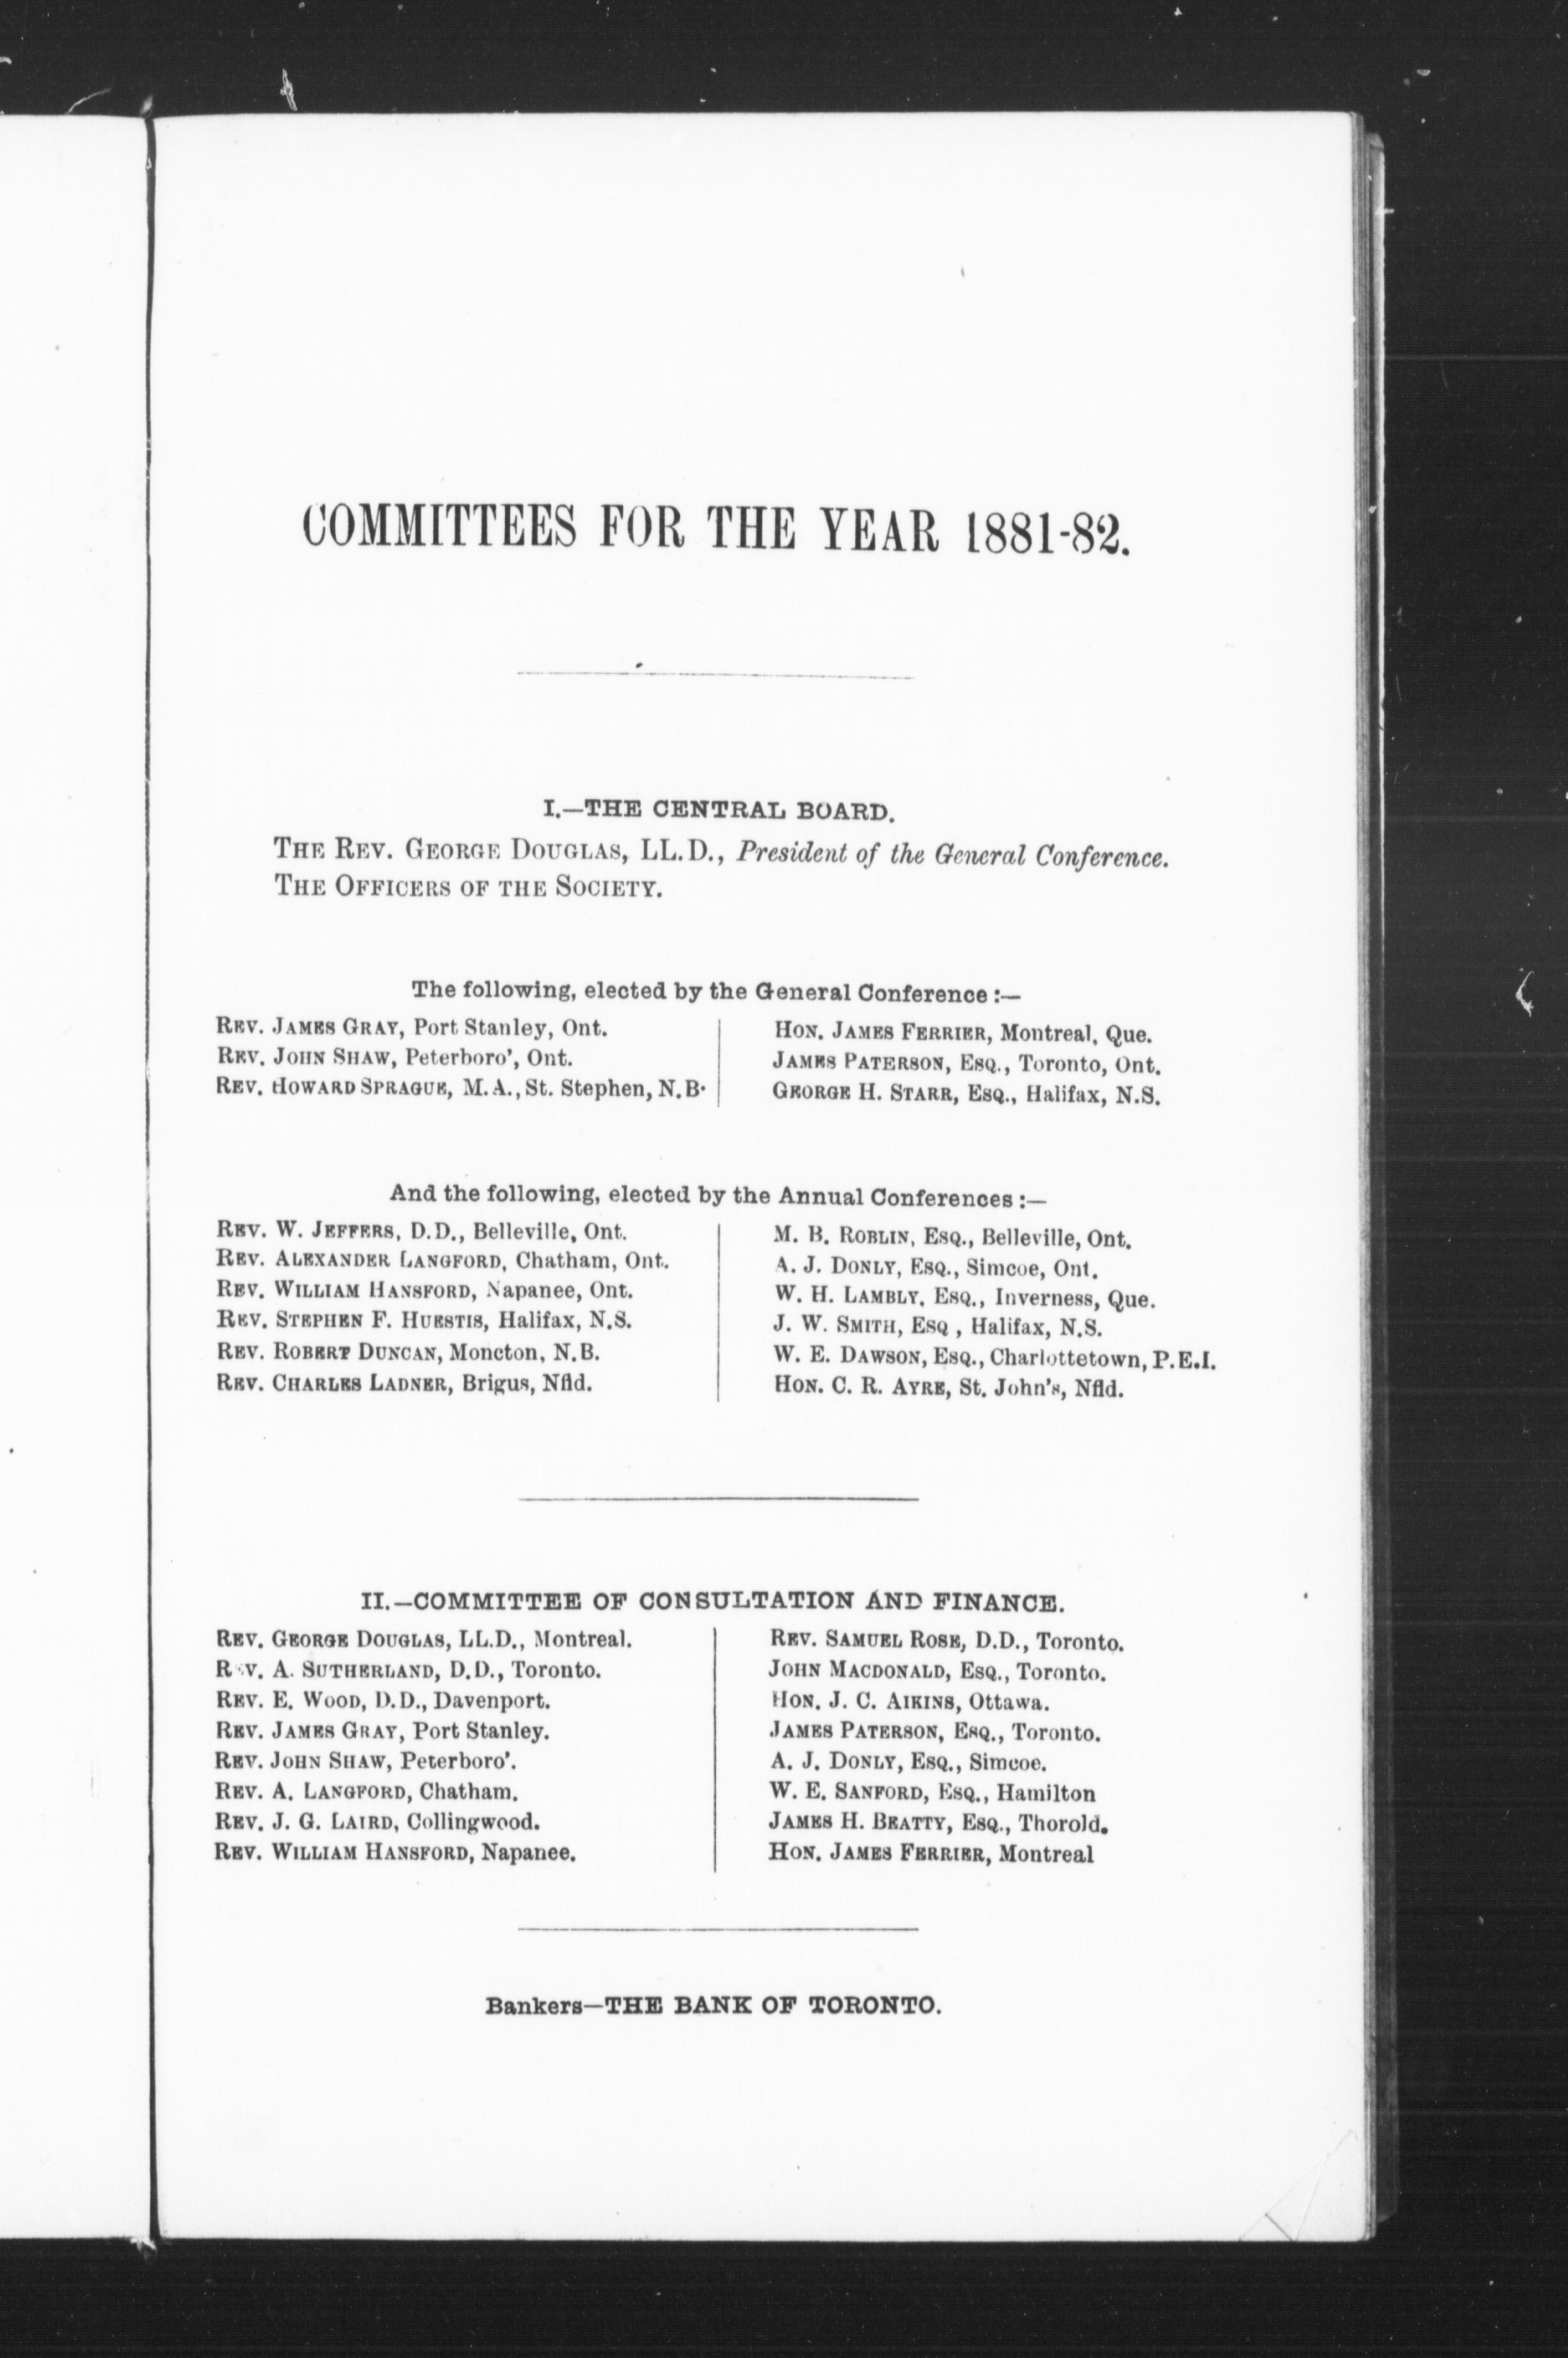 COMMITTEES FOR THE YEAR 1881-82.
I.—THE CENTRAL BOARD.
THE REV. GEORGE DOUGLAS, LL.D., President of the General Conference.
THE OFFICERS OF THE SOCIETY.
The following, elected by the General Conference :—
REV. JAMES GRAY, Port Stanley, Ont.
REV. JOHN SHAW, Peterboro', Ont.
REV. HOWARD SPRAGUE, M.A., St. Stephen, N.B.
HON. JAMES FERRIER, Montreal, Que.
JAMES PATERSON, ESQ., Toronto, Ont.
GEORGE H. STARR, ESQ., Halifax, N.S.
And the following, elected by the Annual Conferences :—
REV. W. JEFFERS, D.D., Belleville, Ont.
REV. ALEXANDER LANGFORD, Chatham, Ont.
REV. WILLIAM HANSFORD, Napanee, Ont.
REV. STEPHEN F. HUESTIS, Halifax, N.S.
REV. ROBERT DUNCAN, Moncton, N.B.
REV. CHARLES LADNER, Brigus, Nfld.
M. B. ROBLIN, ESQ., Belleville, Ont.
A. J. DONLY, ESQ., Simcoe, Ont.
W. H. LAMBLY, ESQ., Inverness, Que.
J. W. SMITH, ESQ , Halifax, N.S.
W. E. DAWSON, ESQ., Charlottetown, P.E.I.
HON. C. R. AYRE, St. John's, Nfld.
II.—COMMITTEE OF CONSULTATION AND FINANCE.
REV. GEORGE DOUGLAS, LL.D., Montreal.
REV. A. SUTHERLAND, D.D., Toronto.
REV. E. WOOD, D.D., Davenport.
REV. JAMES GRAY, Port Stanley.
REV. JOHN SHAW, Peterboro'.
REV. A. LANGFORD, Chatham.
REV. J. G. LAIRD, Collingwood.
REV. WILLIAM HANSFORD, Napanee.
REV. SAMUEL ROSE, D.D., Toronto.
JOHN MACDONALD, ESQ., Toronto.
HON. J. C. AIKINS, Ottawa.
JAMES PATERSON, ESQ., Toronto.
A. J. DONLY, ESQ., Simcoe.
W. E. SANFORD, ESQ., Hamilton
JAMES H. BEATTY, ESQ., Thorold.
HON. JAMES FERRIER, Montreal
Bankers—THE BANK OF TORONTO.